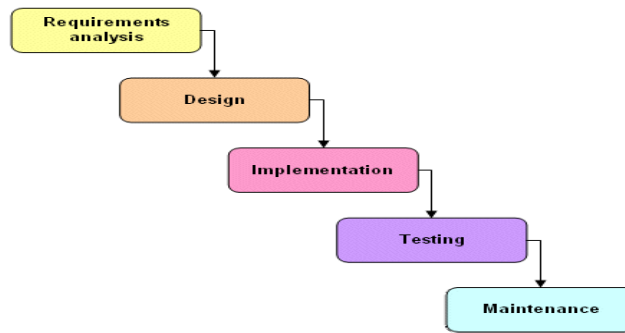 Requirements
analysis
Design
Implementation
Testing
Maintenance